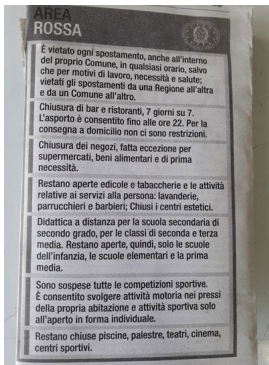 AREA
ROSSA
È vietato ogni spostamento, anche all'interno
del proprio Comune, in qualsiasi orario, salvo
che per motivi di lavoro, necessità e salute;
vietati gli spostamenti da una Regione all'altra
e da un Comune all'altro.
Chiusura di bar e ristoranti, 7 giorni su 7.
L'asporto è consentito fino alle ore 22. Per la
consegna a domicilio non ci sono restrizioni.
Chiusura dei negozi, fatta eccezione per
supermercati, beni alimentari e di prima
necessità.
Restano aperte edicole e tabaccherie e le attività
relative ai servizi alla persona: lavanderie,
parrucchieri e barbieri; Chiusi i centri estetici.
Didattica a distanza per la scuola secondaria di
secondo grado, per le classi di seconda e terza
media. Restano aperte, quindi, solo le scuole
dell'infanzia, le scuole elementari e la prima
media.
Sono sospese tutte le competizioni sportive.
È consentito svolgere attività motoria nei pressi
della propria abitazione e attività sportiva solo
all'aperto in forma individuale.
Restano chiuse piscine, palestre, teatri, cinema,
centri sportivi.